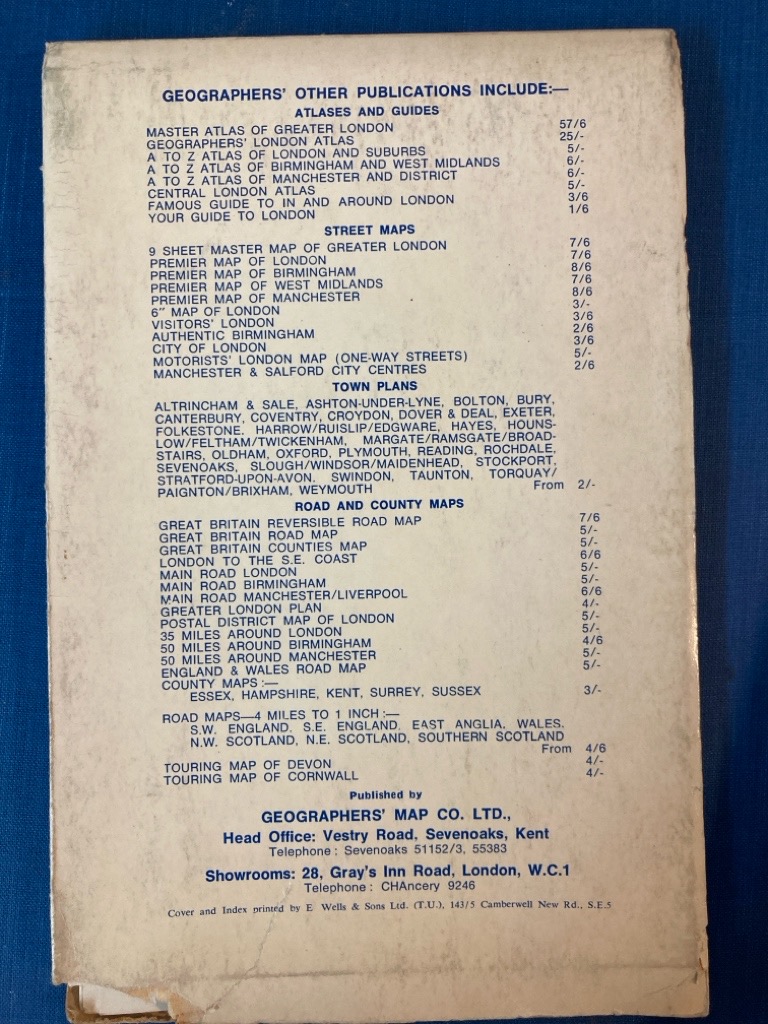 GEOGRAPHERS' OTHER PUBLICATIONS INCLUDE:—
ATLASES AND GUIDES
MASTER ATLAS OF GREATER LONDON 57/6
GEOGRAPHERS' LONDON ATLAS 25/-
A TO Z ATLAS OF LONDON AND SUBURBS 5/-
A TO Z ATLAS OF BIRMINGHAM AND WEST MIDLANDS 6/-
A TO Z ATLAS OF MANCHESTER AND DISTRICT 6/-
CENTRAL LONDON ATLAS 5/-
FAMOUS GUIDE TO IN AND AROUND LONDON 3/6
YOUR GUIDE TO LONDON 1/6
STREET MAPS
9 SHEET MASTER MAP OF GREATER LONDON 7/6
PREMIER MAP OF LONDON 7/6
PREMIER MAP OF BIRMINGHAM 8/6
PREMIER MAP OF WEST MIDLANDS 7/6
PREMIER MAP OF MANCHESTER 8/6
6" MAP OF LONDON 3/-
VISITORS' LONDON 3/6
AUTHENTIC BIRMINGHAM 2/6
CITY OF LONDON 3/6
MOTORISTS' LONDON MAP (ONE-WAY STREETS) 5/-
MANCHESTER & SALFORD CITY CENTRES 2/6
TOWN PLANS
ALTRINCHAM & SALE, ASHTON-UNDER-LYNE, BOLTON, BURY,
CANTERBURY, COVENTRY, CROYDON, DOVER & DEAL, EXETER,
FOLKESTONE. HARROW/RUISLIP/EDGWARE, HAYES, HOUNS-
LOW/FELTHAM/TWICKENHAM, MARGATE/RAMSGATE/BROAD-
STAIRS, OLDHAM, OXFORD, PLYMOUTH, READING, ROCHDALE,
SEVENOAKS, SLOUGH/WINDSOR/MAIDENHEAD, STOCKPORT,
STRATFORD-UPON-AVON. SWINDON, TAUNTON, TORQUAY/
PAIGNTON/BRIXHAM, WEYMOUTH From 2/-
ROAD AND COUNTY MAPS
GREAT BRITAIN REVERSIBLE ROAD MAP 7/6
GREAT BRITAIN ROAD MAP 5/-
GREAT BRITAIN COUNTIES MAP 5/-
LONDON TO THE S.E. COAST 6/6
MAIN ROAD LONDON 5/-
MAIN ROAD BIRMINGHAM 5/-
MAIN ROAD MANCHESTER/LIVERPOOL 6/6
GREATER LONDON PLAN 4/-
POSTAL DISTRICT MAP OF LONDON 5/-
35 MILES AROUND LONDON 5/-
50 MILES AROUND BIRMINGHAM 4/6
50 MILES AROUND MANCHESTER 5/-
ENGLAND & WALES ROAD MAP 5/-
COUNTY MAPS :—
ESSEX, HAMPSHIRE, KENT, SURREY, SUSSEX 3/-
ROAD MAPS—4 MILES TO 1 INCH :—
S.W. ENGLAND, S.E. ENGLAND, EAST ANGLIA, WALES,
N.W. SCOTLAND, N.E. SCOTLAND, SOUTHERN SCOTLAND
From 4/6
TOURING MAP OF DEVON 4/-
TOURING MAP OF CORNWALL 4/-
Published by
GEOGRAPHERS' MAP CO. LTD.,
Head Office: Vestry Road, Sevenoaks, Kent
Telephone : Sevenoaks 51152/3, 55383
Showrooms: 28, Gray's Inn Road, London, W.C.1
Telephone : CHAncery 9246
Cover and Index printed by E. Wells & Sons Ltd. (T.U.), 143/5 Camberwell New Rd., S.E.5